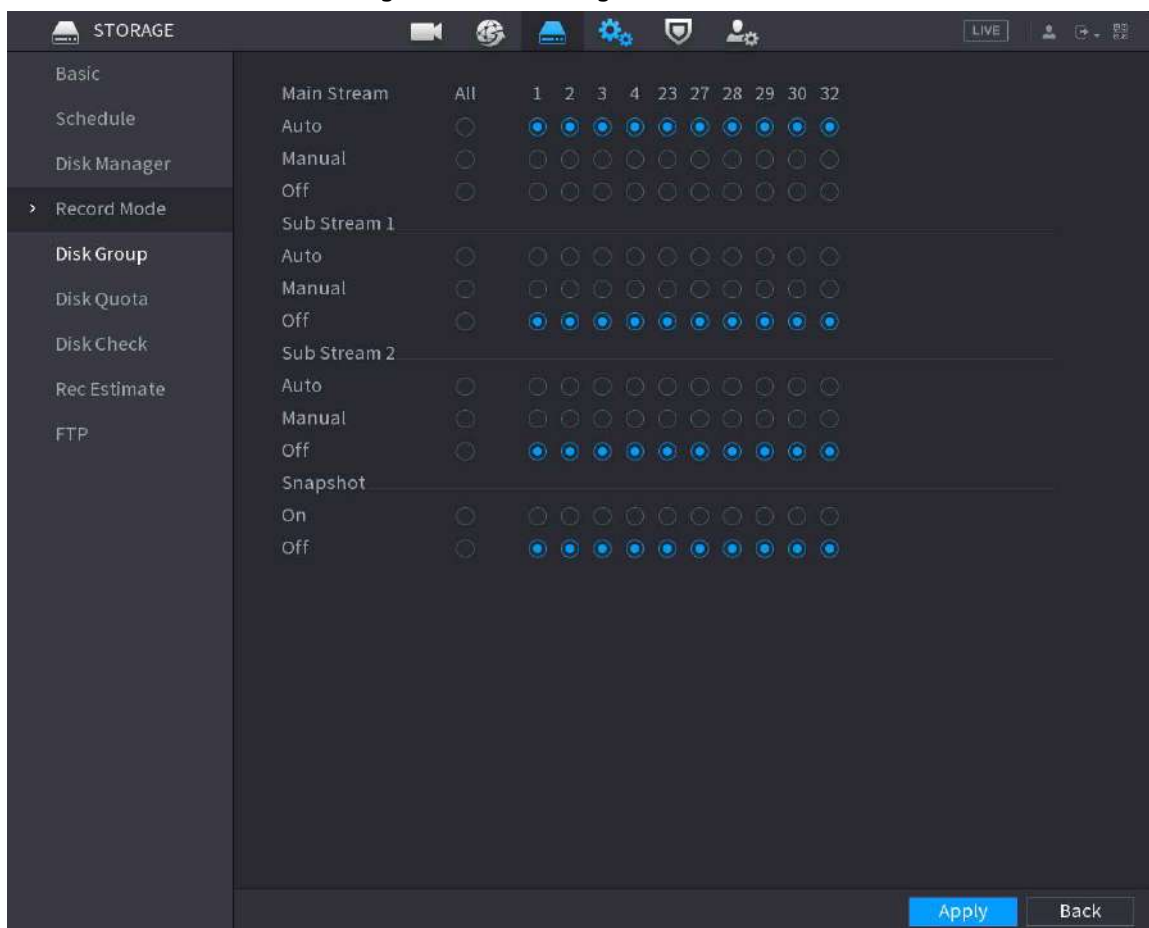 STORAGE
LIVE
Basic
Schedule
Disk Manager
Record Mode
Disk Group
Disk Quota
Disk Check
Rec Estimate
FTP
Main Stream All 1 2 3 4 23 27 28 29 30 32
Auto
Manual
Off
Sub Stream 1
Auto
Manual
Off
Sub Stream 2
Auto
Manual
Off
Snapshot
On
Off
Apply Back